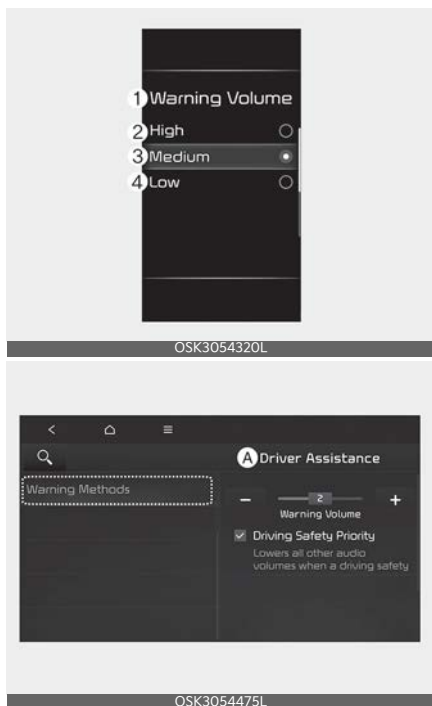 1 Warning Volume
2 High
3 Medium
4 Low
OSK3054320L
A Driver Assistance
Warning Methods
- 2 +
Warning Volume
Driving Safety Priority
Lowers all other audio
volumes when a driving safety
OSK3054475L